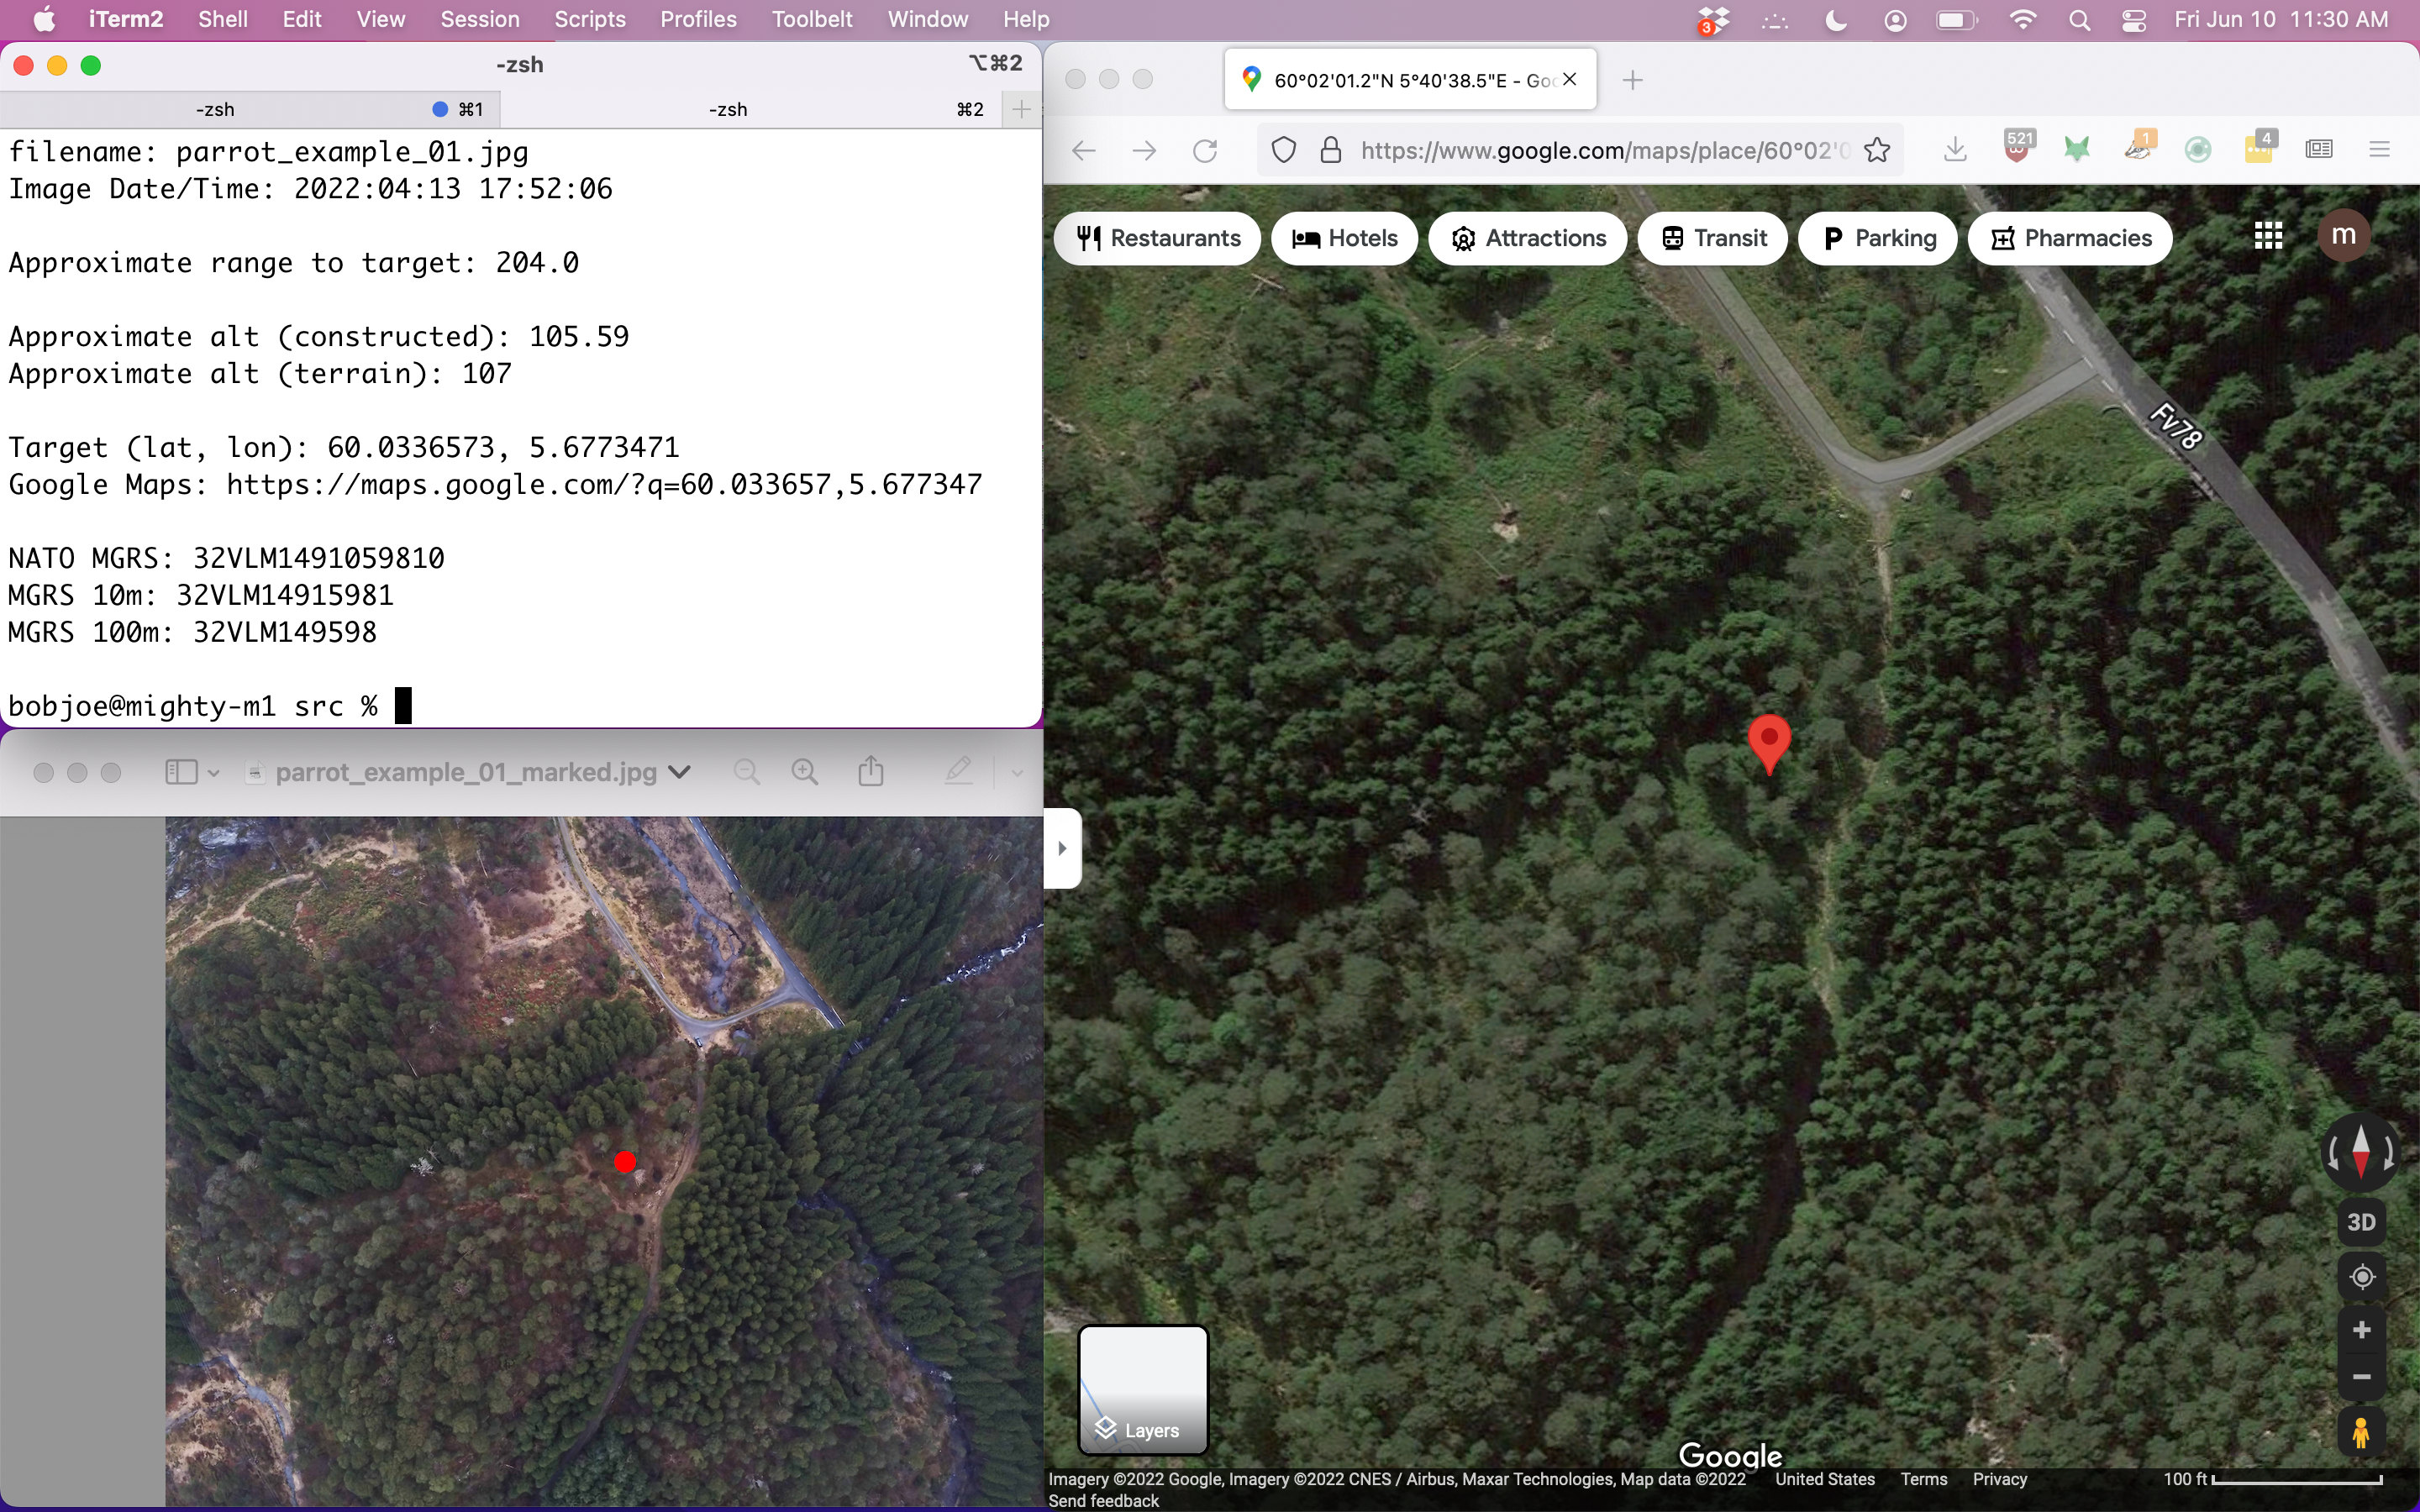 iTerm2 Shell Edit View Session Scripts Profiles Toolbelt Window Help 3 Fri Jun 10 11:30 AM
-zsh ⌥⌘2
-zsh ⌘1 -zsh ⌘2
filename: parrot_example_01.jpg
Image Date/Time: 2022:04:13 17:52:06
Approximate range to target: 204.0
Approximate alt (constructed): 105.59
Approximate alt (terrain): 107
Target (lat, lon): 60.0336573, 5.6773471
Google Maps: https://maps.google.com/?q=60.033657,5.677347
NATO MGRS: 32VLM1491059810
MGRS 10m: 32VLM14915981
MGRS 100m: 32VLM149598
bobjoe@mighty-m1 src %
parrot_example_01_marked.jpg
60°02'01.2"N 5°40'38.5"E - Goo
https://www.google.com/maps/place/60°02'0
521 1 4
Restaurants Hotels Attractions Transit Parking Pharmacies m
Fv78
3D
Layers
Google
Imagery ©2022 Google, Imagery ©2022 CNES / Airbus, Maxar Technologies, Map data ©2022 United States Terms Privacy 100 ft
Send feedback